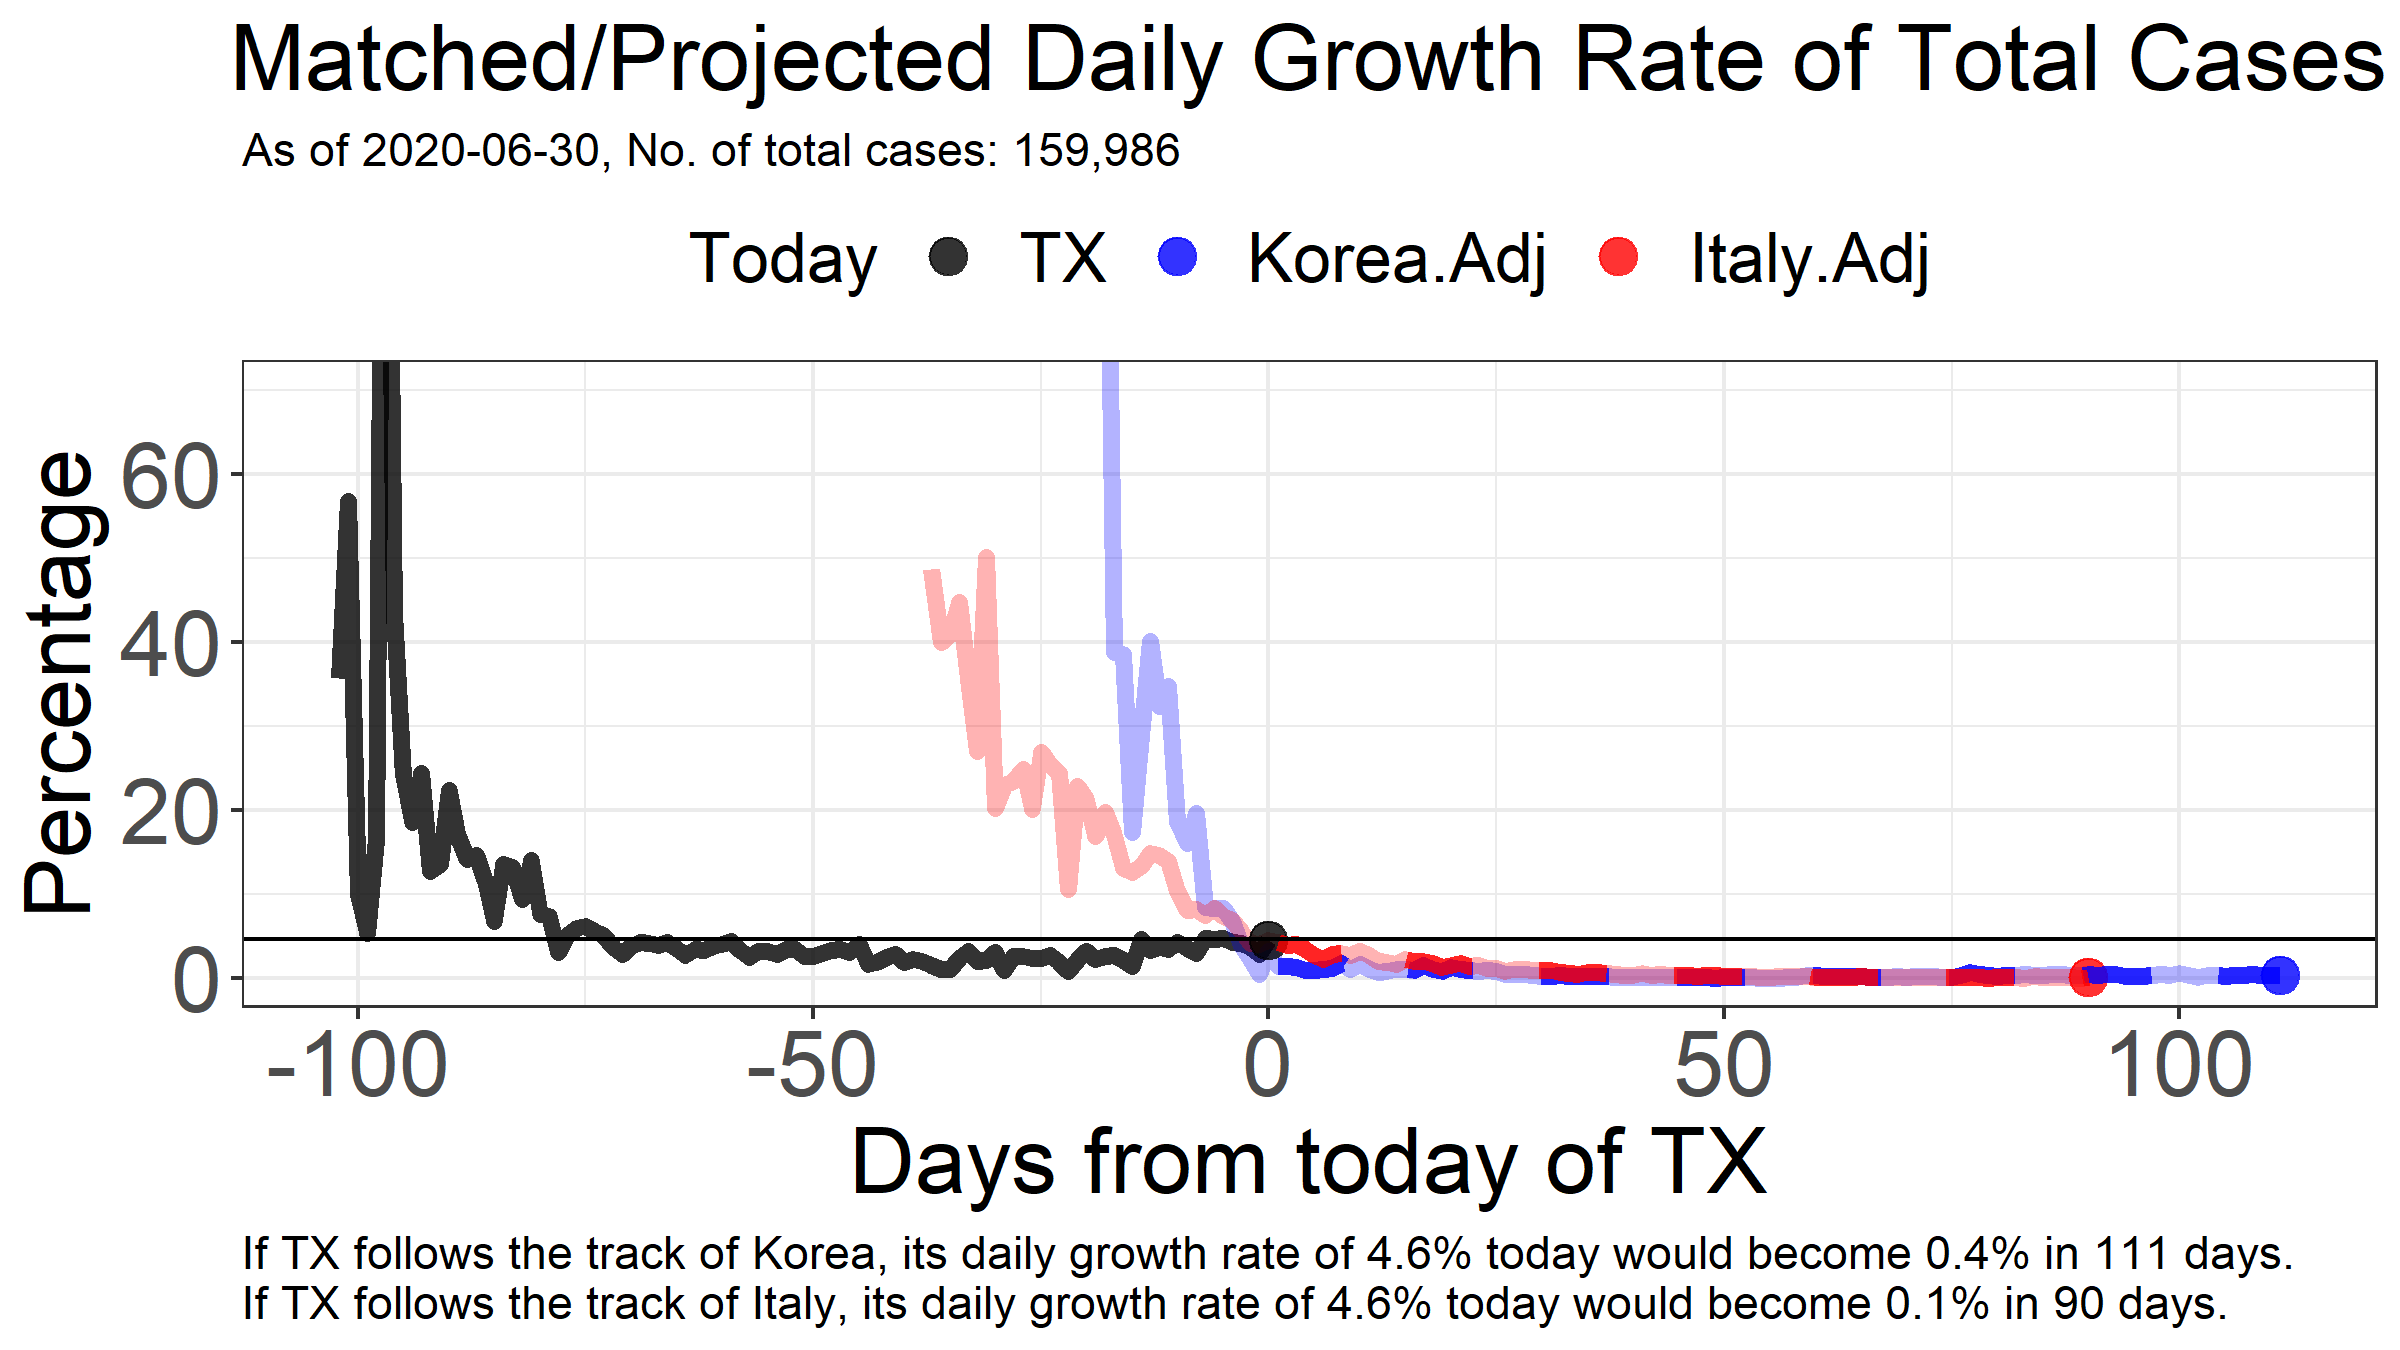 Matched/Projected Daily Growth Rate of Total Cases
As of 2020-06-30, No. of total cases: 159,986
Today TX Korea.Adj Italy.Adj
Percentage
60
40
20
0
-100 -50 0 50 100
Days from today of TX
If TX follows the track of Korea, its daily growth rate of 4.6% today would become 0.4% in 111 days.
If TX follows the track of Italy, its daily growth rate of 4.6% today would become 0.1% in 90 days.